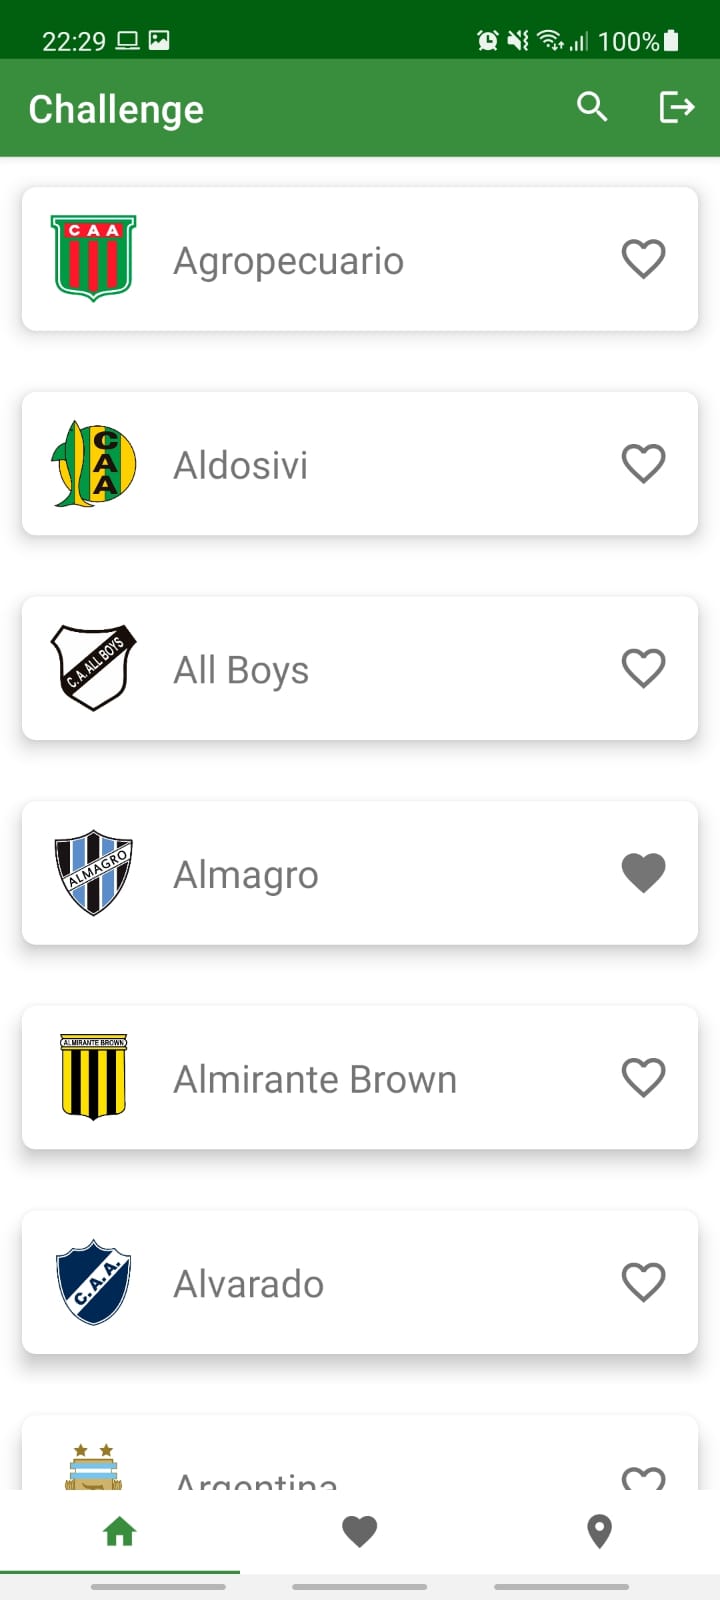 22:29
100%
Challenge
CAA
Agropecuario
CAA
Aldosivi
C.A.ALL BOYS
All Boys
ALMAGRO
Almagro
ALMIRANTE BROWN
Almirante Brown
C.A.A.
Alvarado
Argentina